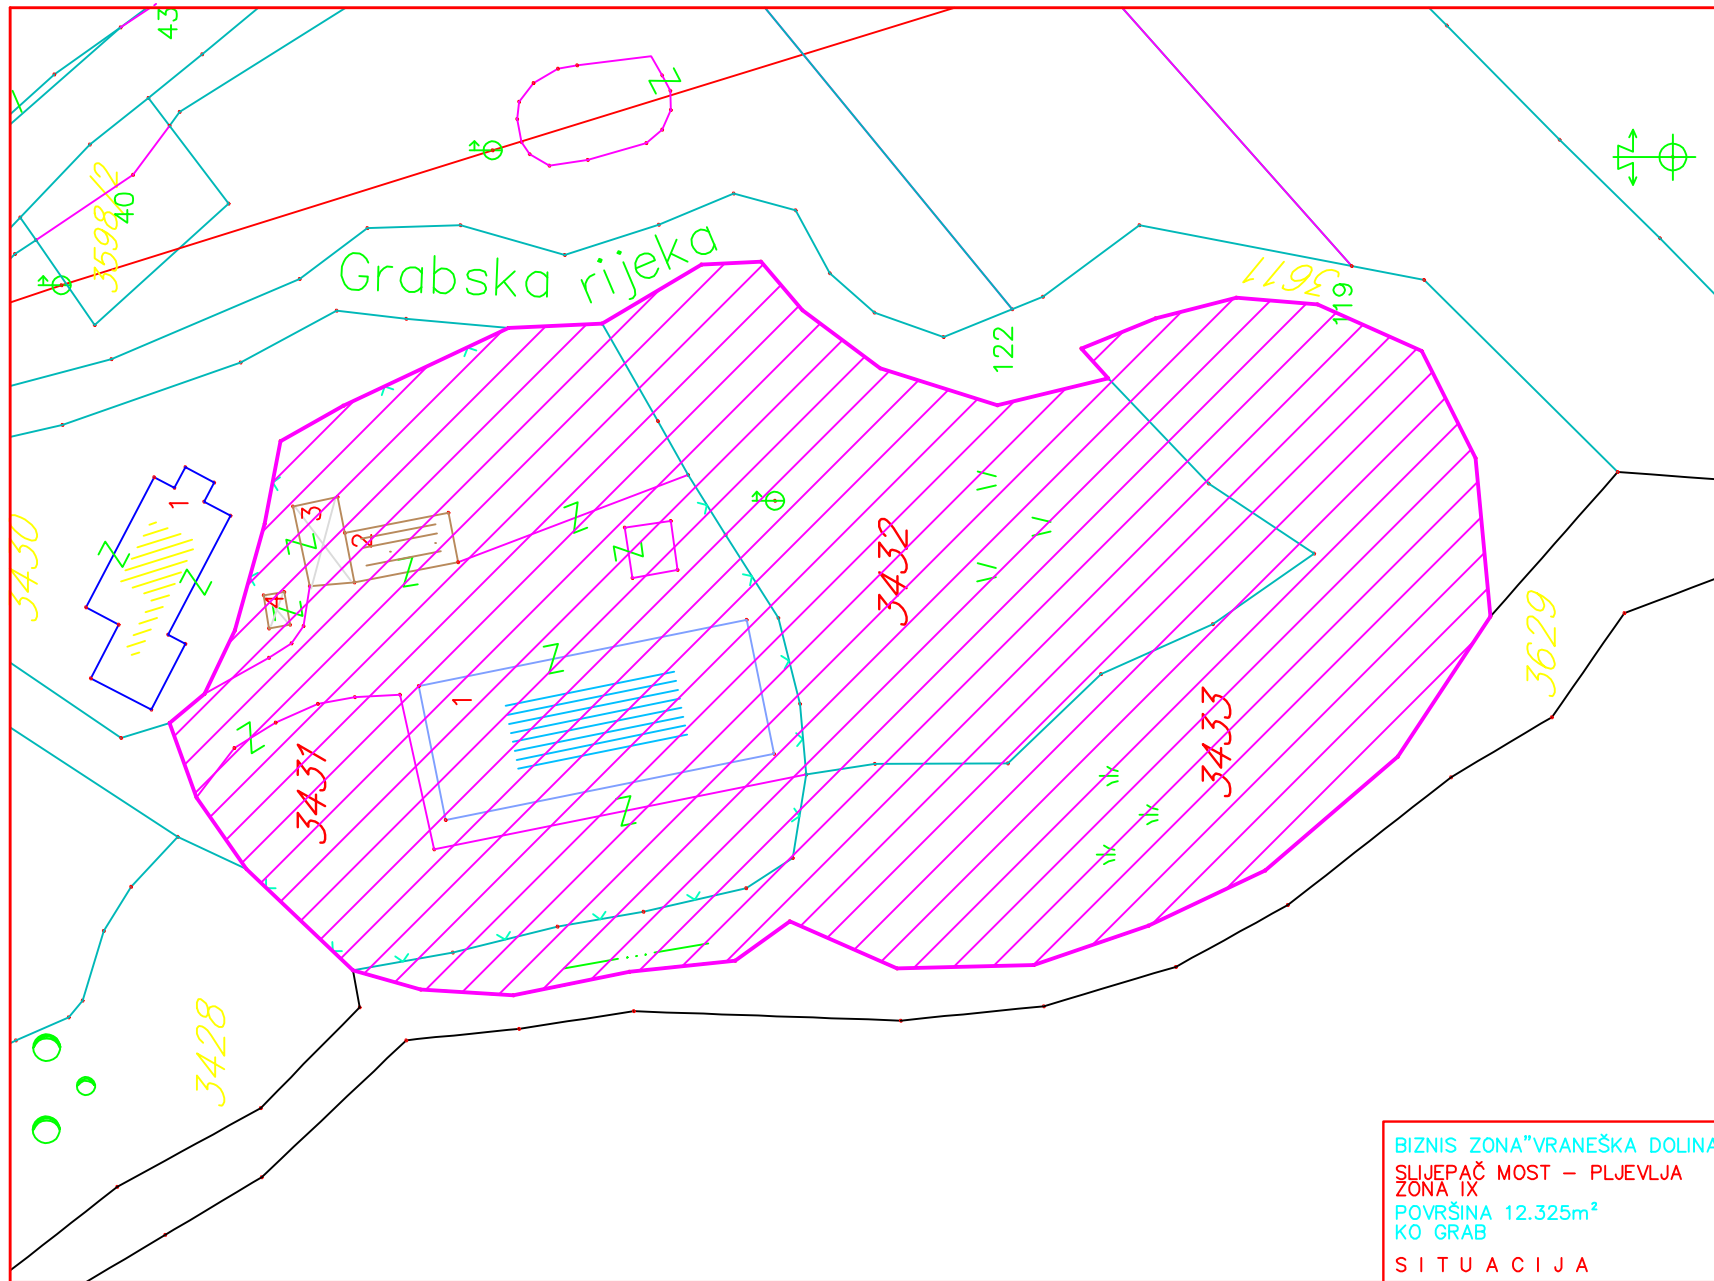 43
3598/2
40
Grabska rijeka
3611
119
122
3430
1
3
2
4
3432
1
3431
3433
3629
3428
BIZNIS ZONA"VRANEŠKA DOLINA
SLIJEPAČ MOST – PLJEVLJA
ZONA IX
POVRŠINA 12.325m²
KO GRAB
S I T U A C I J A